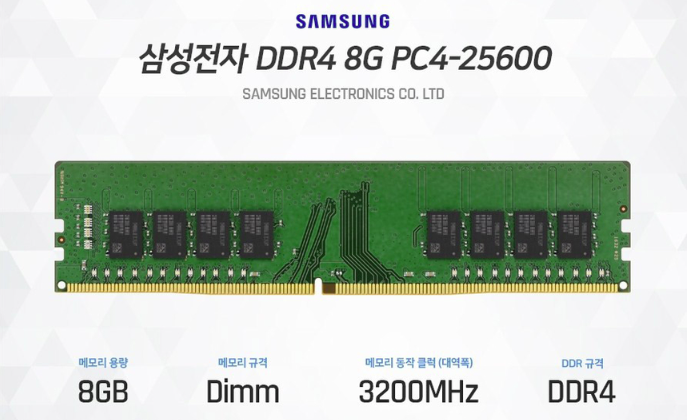 SAMSUNG
삼성전자 DDR4 8G PC4-25600
SAMSUNG ELECTRONICS CO. LTD
메모리 용량 메모리 규격 메모리 동작 클럭 (대역폭) DDR 규격
8GB Dimm 3200MHz DDR4